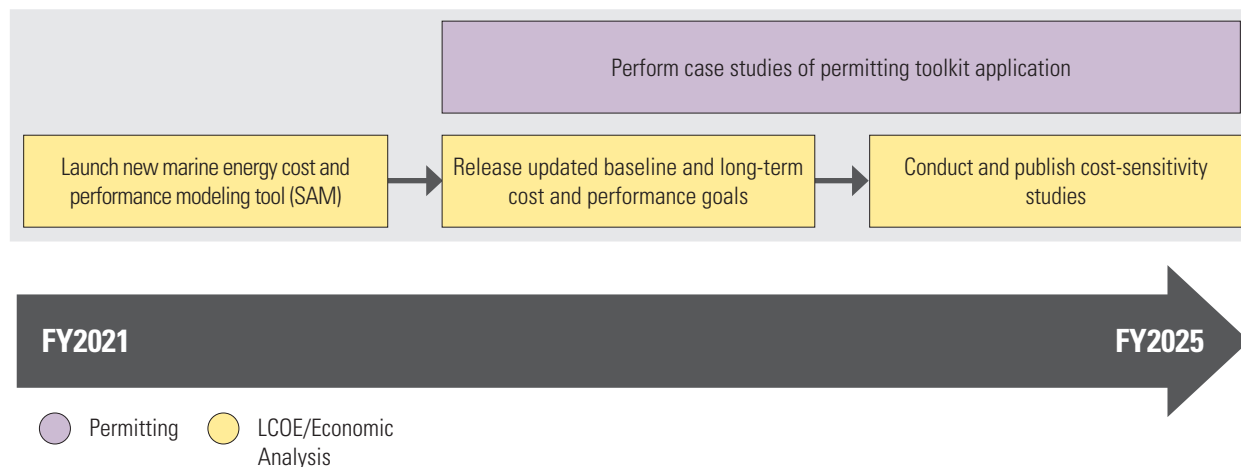 Perform case studies of permitting toolkit application
Launch new marine energy cost and
performance modeling tool (SAM)
Release updated baseline and long-term
cost and performance goals
Conduct and publish cost-sensitivity
studies
FY2021
FY2025
Permitting
LCOE/Economic
Analysis